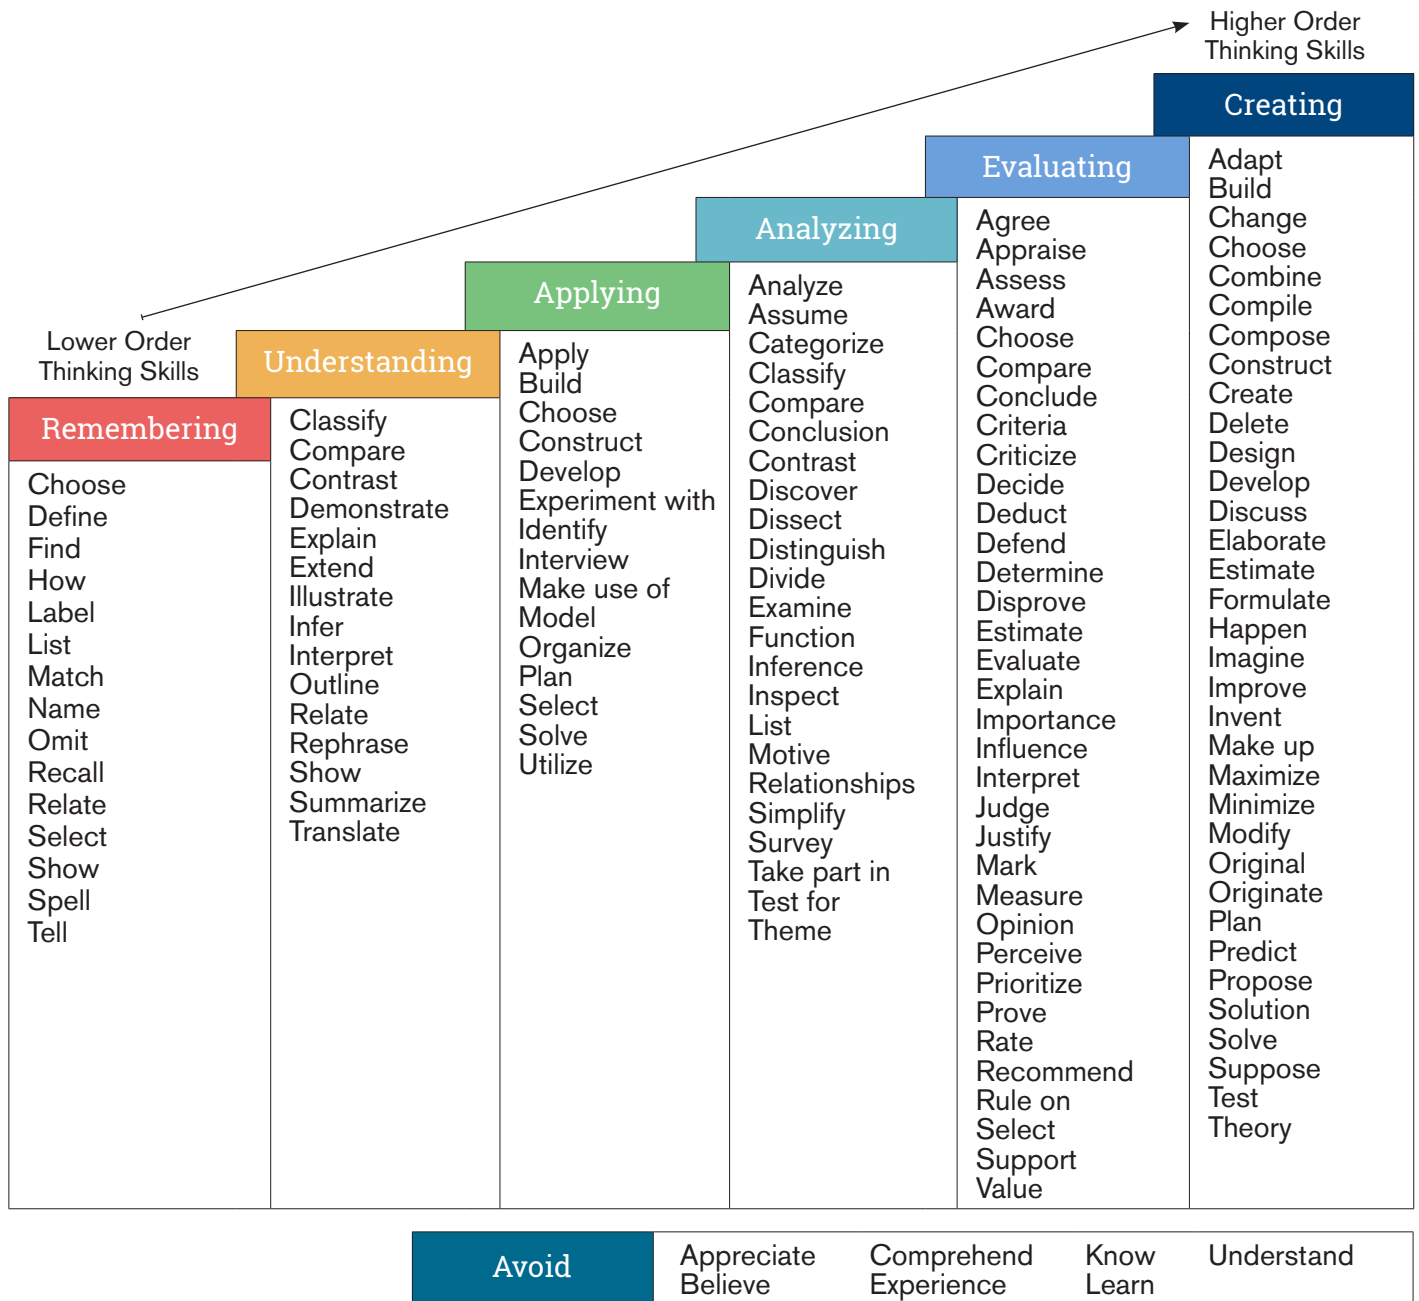 Higher Order
Thinking Skills
Lower Order
Thinking Skills
Remembering
Choose
Define
Find
How
Label
List
Match
Name
Omit
Recall
Relate
Select
Show
Spell
Tell
Understanding
Classify
Compare
Contrast
Demonstrate
Explain
Extend
Illustrate
Infer
Interpret
Outline
Relate
Rephrase
Show
Summarize
Translate
Applying
Apply
Build
Choose
Construct
Develop
Experiment with
Identify
Interview
Make use of
Model
Organize
Plan
Select
Solve
Utilize
Analyzing
Analyze
Assume
Categorize
Classify
Compare
Conclusion
Contrast
Discover
Dissect
Distinguish
Divide
Examine
Function
Inference
Inspect
List
Motive
Relationships
Simplify
Survey
Take part in
Test for
Theme
Evaluating
Agree
Appraise
Assess
Award
Choose
Compare
Conclude
Criteria
Criticize
Decide
Deduct
Defend
Determine
Disprove
Estimate
Evaluate
Explain
Importance
Influence
Interpret
Judge
Justify
Mark
Measure
Opinion
Perceive
Prioritize
Prove
Rate
Recommend
Rule on
Select
Support
Value
Creating
Adapt
Build
Change
Choose
Combine
Compile
Compose
Construct
Create
Delete
Design
Develop
Discuss
Elaborate
Estimate
Formulate
Happen
Imagine
Improve
Invent
Make up
Maximize
Minimize
Modify
Original
Originate
Plan
Predict
Propose
Solution
Solve
Suppose
Test
Theory
Avoid
Appreciate
Believe
Comprehend
Experience
Know
Learn
Understand